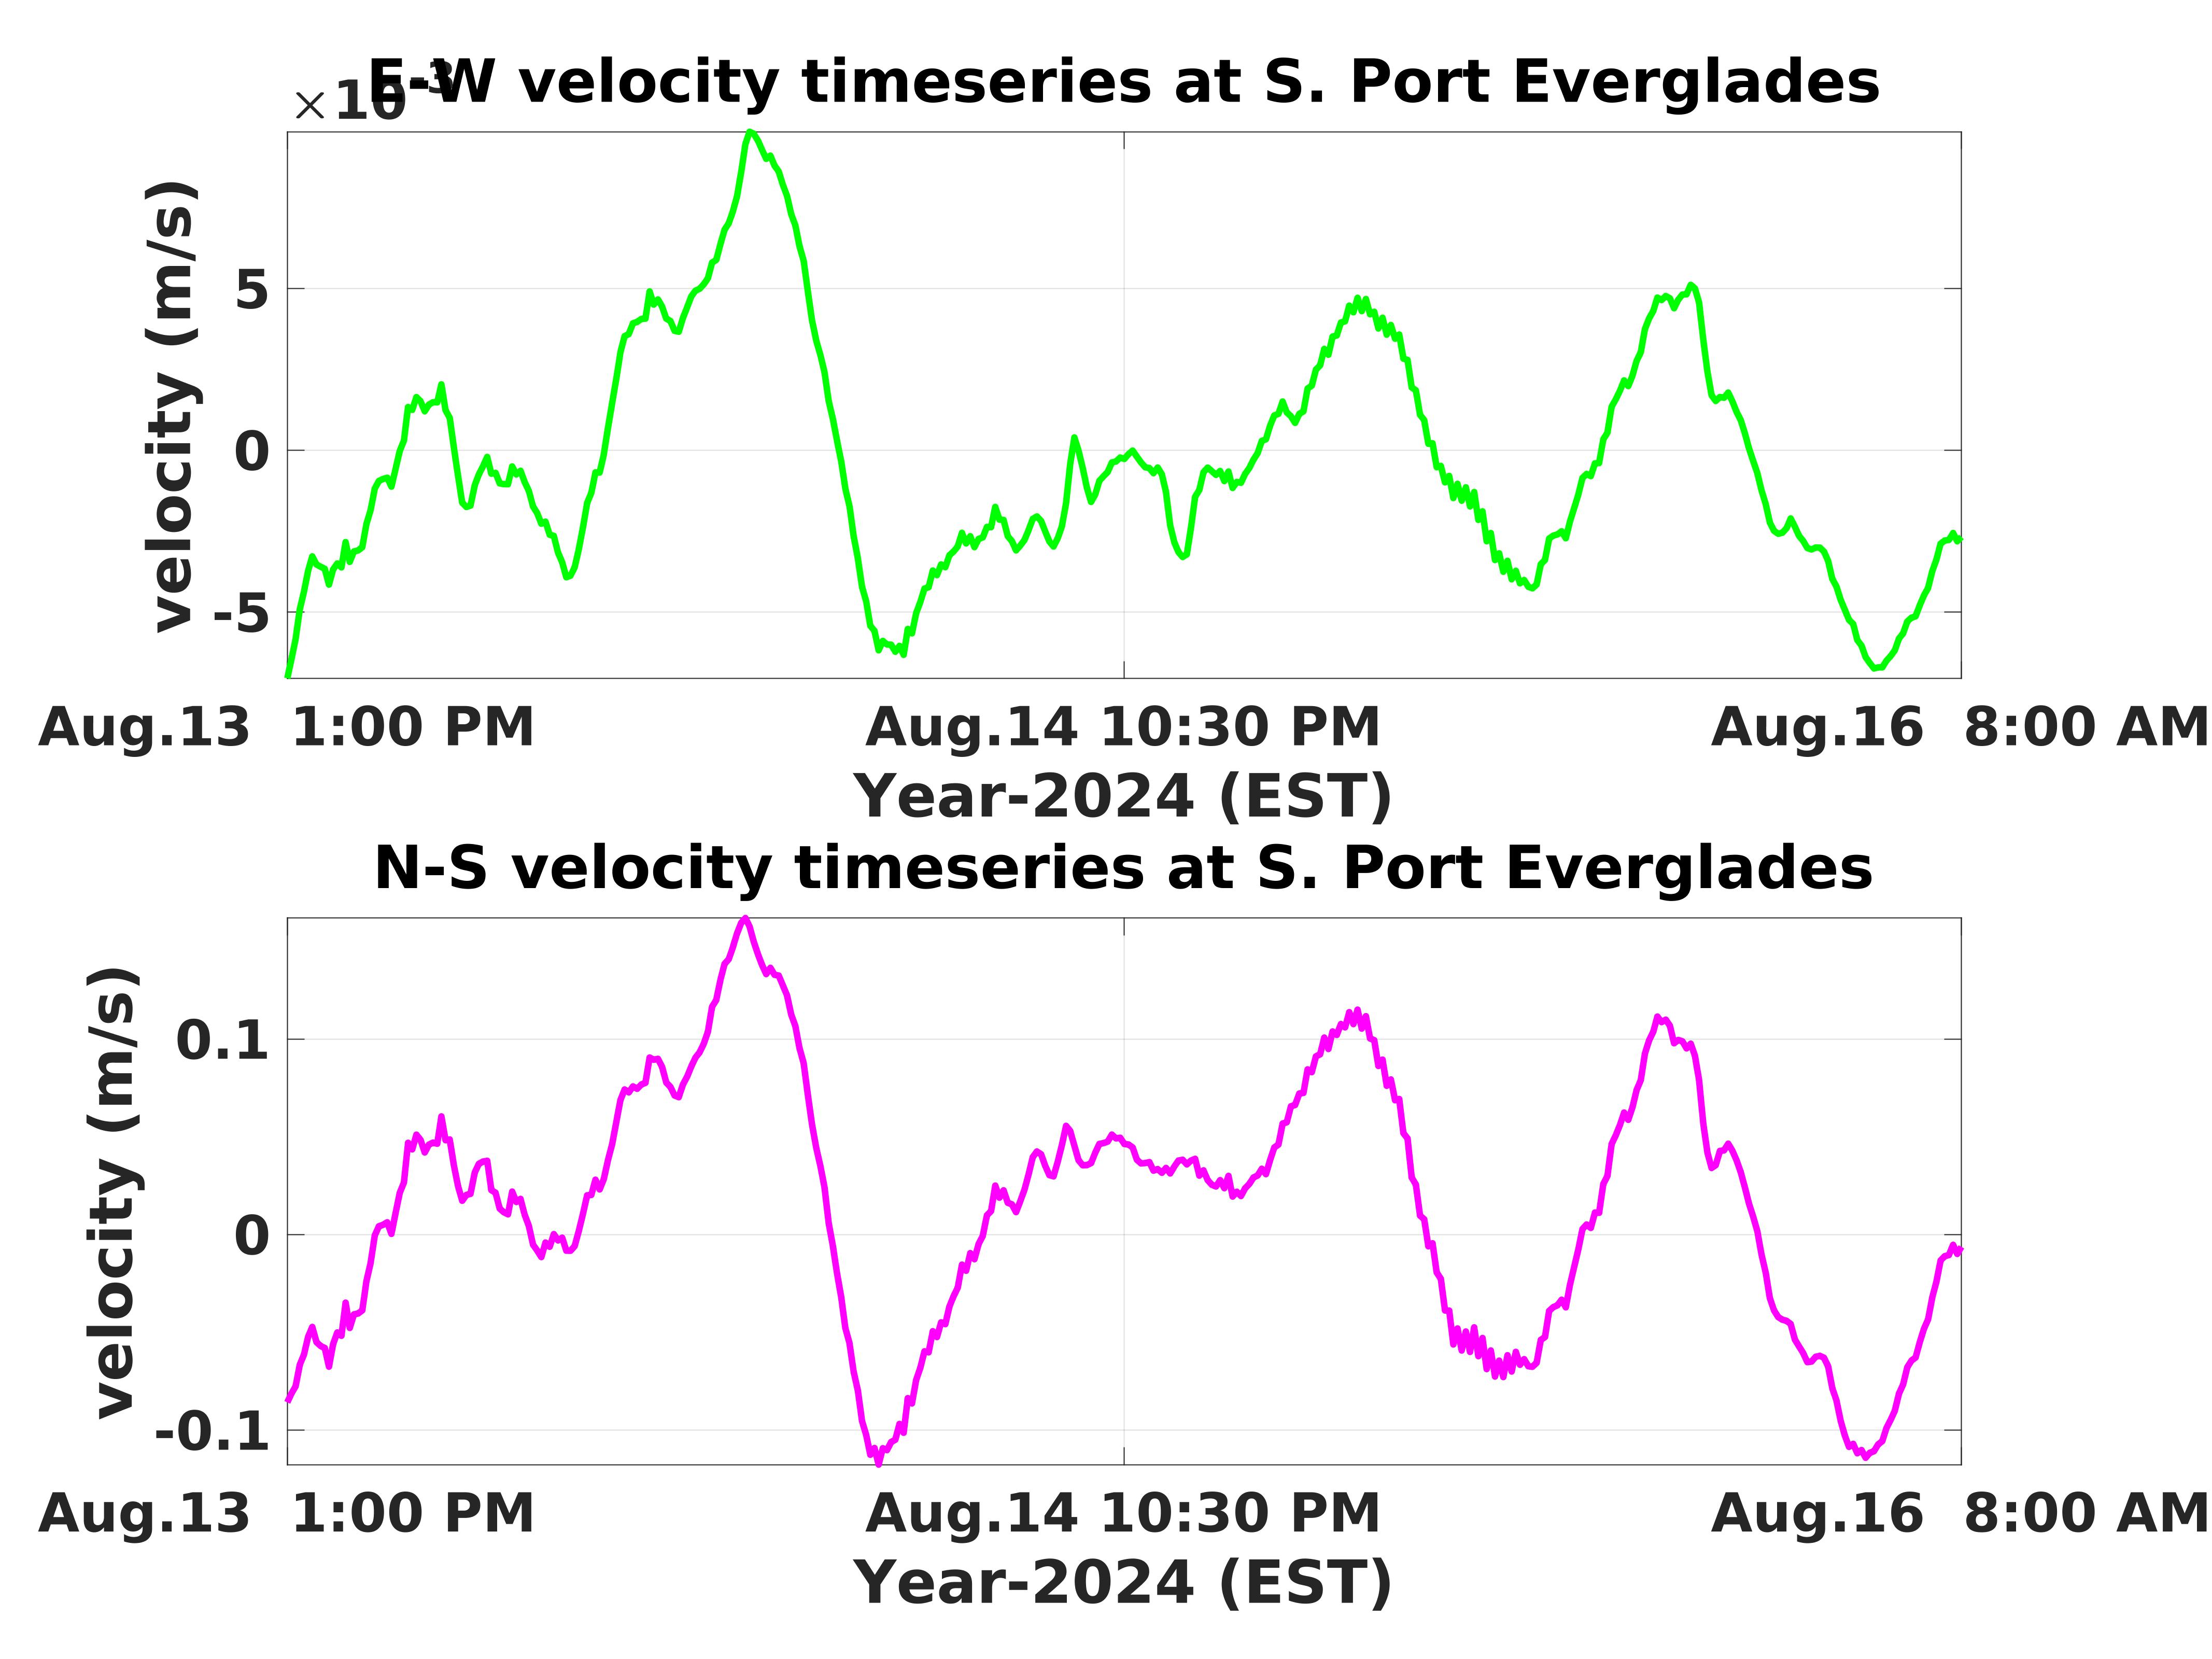 ×10-3
E-W velocity timeseries at S. Port Everglades
velocity (m/s)
5
0
-5
Aug.13  1:00 PM
Aug.14 10:30 PM
Aug.16  8:00 AM
Year-2024 (EST)
N-S velocity timeseries at S. Port Everglades
velocity (m/s)
0.1
0
-0.1
Aug.13  1:00 PM
Aug.14 10:30 PM
Aug.16  8:00 AM
Year-2024 (EST)